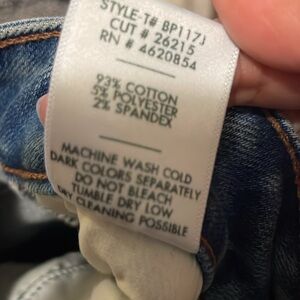 STYLE-T# BP117J
CUT # 26215
RN # 4620854
93% COTTON
5% POLYESTER
2% SPANDEX
MACHINE WASH COLD
DARK COLORS SEPARATELY
DO NOT BLEACH
TUMBLE DRY LOW
DRY CLEANING POSSIBLE